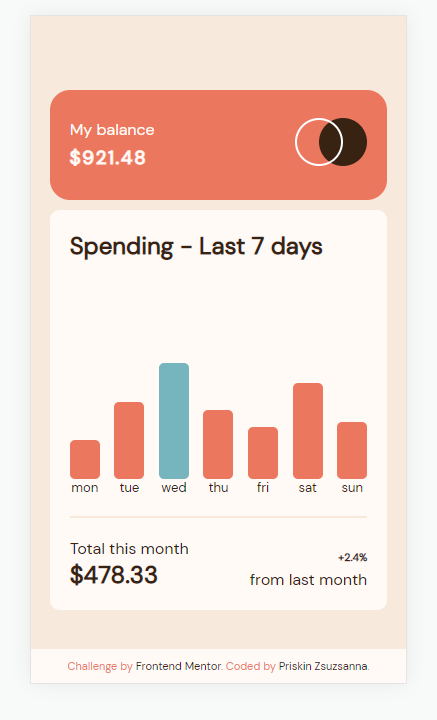 My balance
$921.48
Spending - Last 7 days
mon tue wed thu fri sat sun
Total this month
$478.33
+2.4%
from last month
Challenge by Frontend Mentor. Coded by Priskin Zsuzsanna.